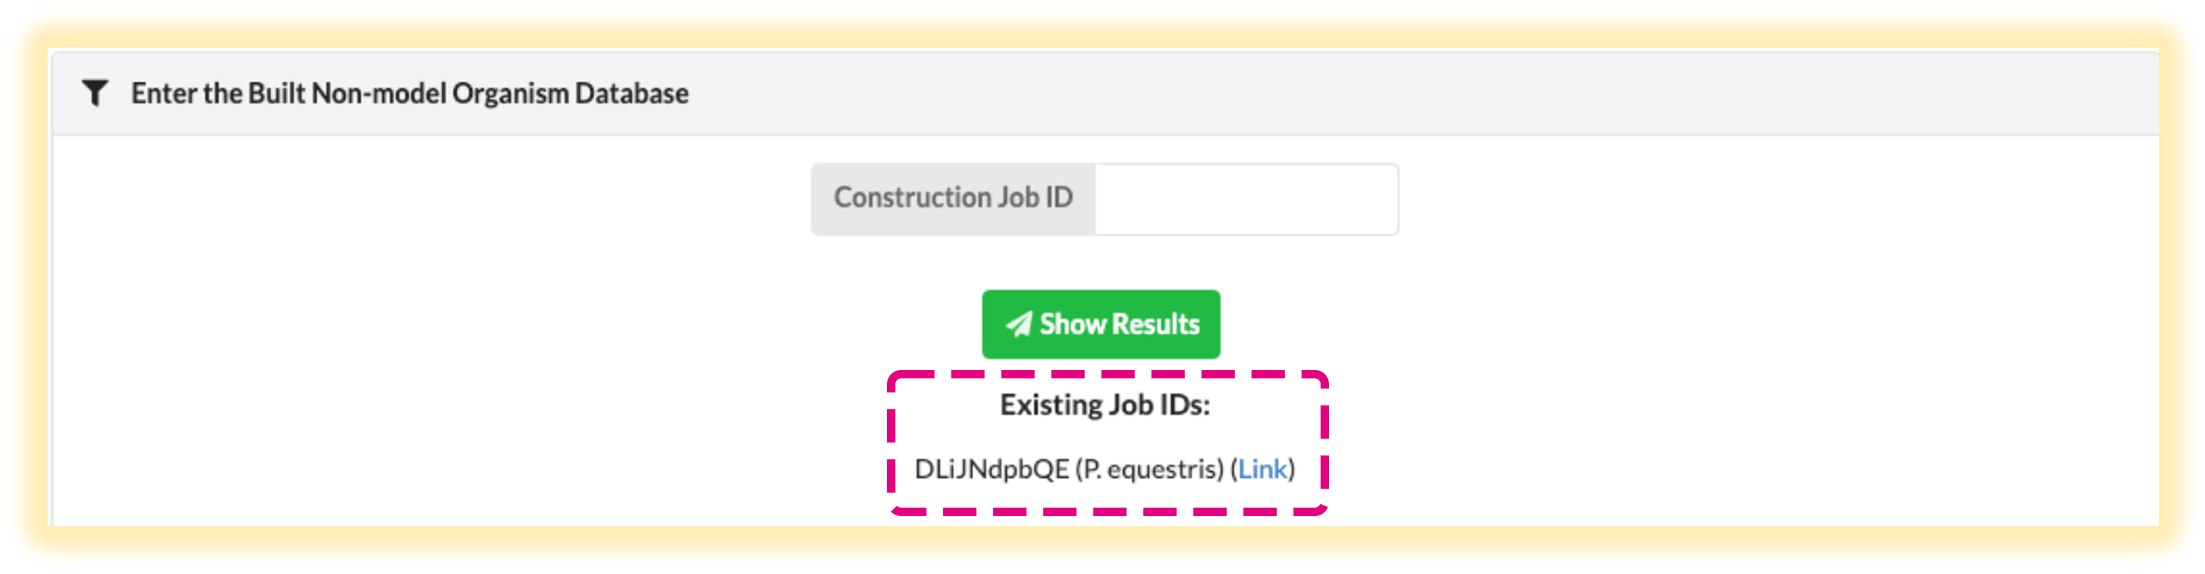 Enter the Built Non-model Organism Database
Construction Job ID
Show Results
Existing Job IDs:
DLiJNdpbQE (P. equestris) (Link)